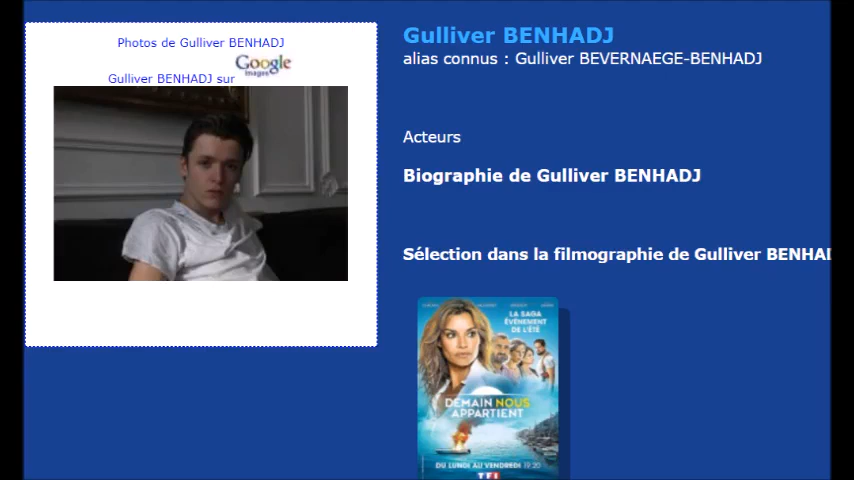 Photos de Gulliver BENHADJ
Gulliver BENHADJ sur Google
Images
Gulliver BENHADJ
alias connus : Gulliver BEVERNAEGE-BENHADJ
Acteurs
Biographie de Gulliver BENHADJ
Sélection dans la filmographie de Gulliver BENHA
LA SAGA
ÉVÉNEMENT
DE L'ÉTÉ
DEMAIN NOUS
APPARTIENT
DU LUNDI AU VENDREDI 19:20
TF1